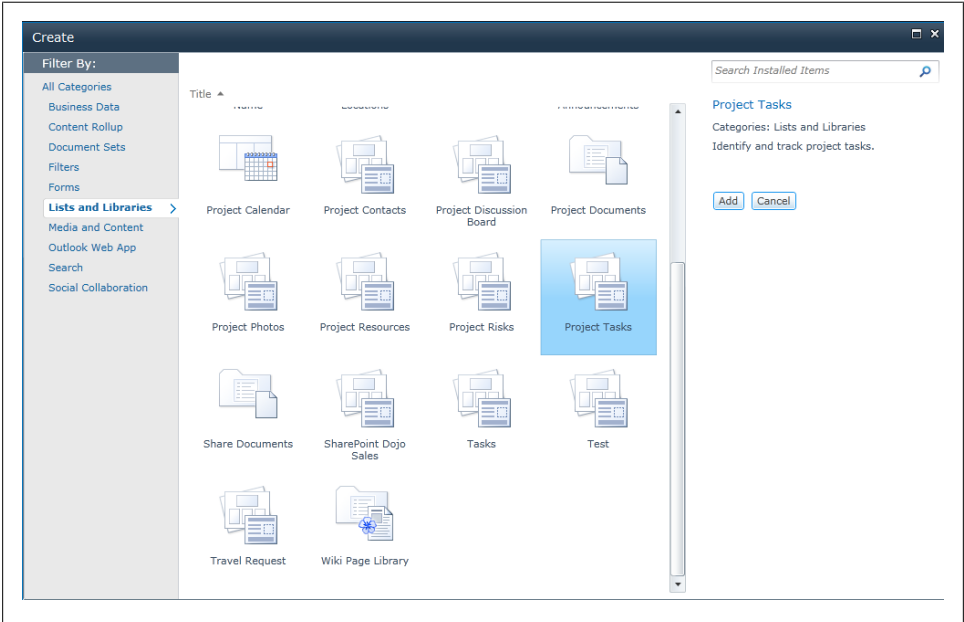 Create
Filter By:
All Categories
Business Data
Content Rollup
Document Sets
Filters
Forms
Lists and Libraries
Media and Content
Outlook Web App
Search
Social Collaboration
Title
Name
Locations
Announcements
Project Calendar
Project Contacts
Project Discussion
Board
Project Documents
Project Photos
Project Resources
Project Risks
Project Tasks
Share Documents
SharePoint Dojo
Sales
Tasks
Test
Travel Request
Wiki Page Library
Search Installed Items
Project Tasks
Categories: Lists and Libraries
Identify and track project tasks.
Add
Cancel